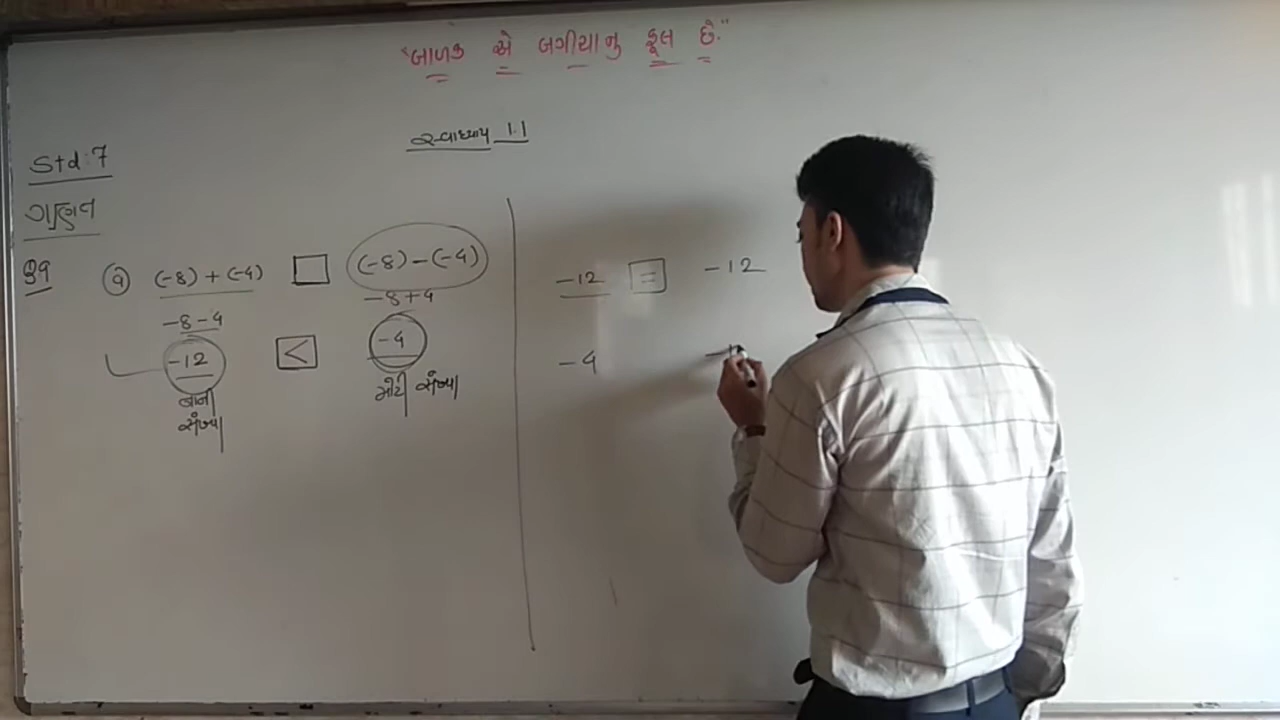 "બાળક એ બગીચાનુ ફૂલ છે."
સ્વાધ્યાય 1.1
Std:7
ગણિત
(-8) + (-4) □ (-8) – (-4)
-8 - 4 -8 + 4
-12 < -4
નાની સંખ્યા મોટી સંખ્યા
-12 = -12
-4